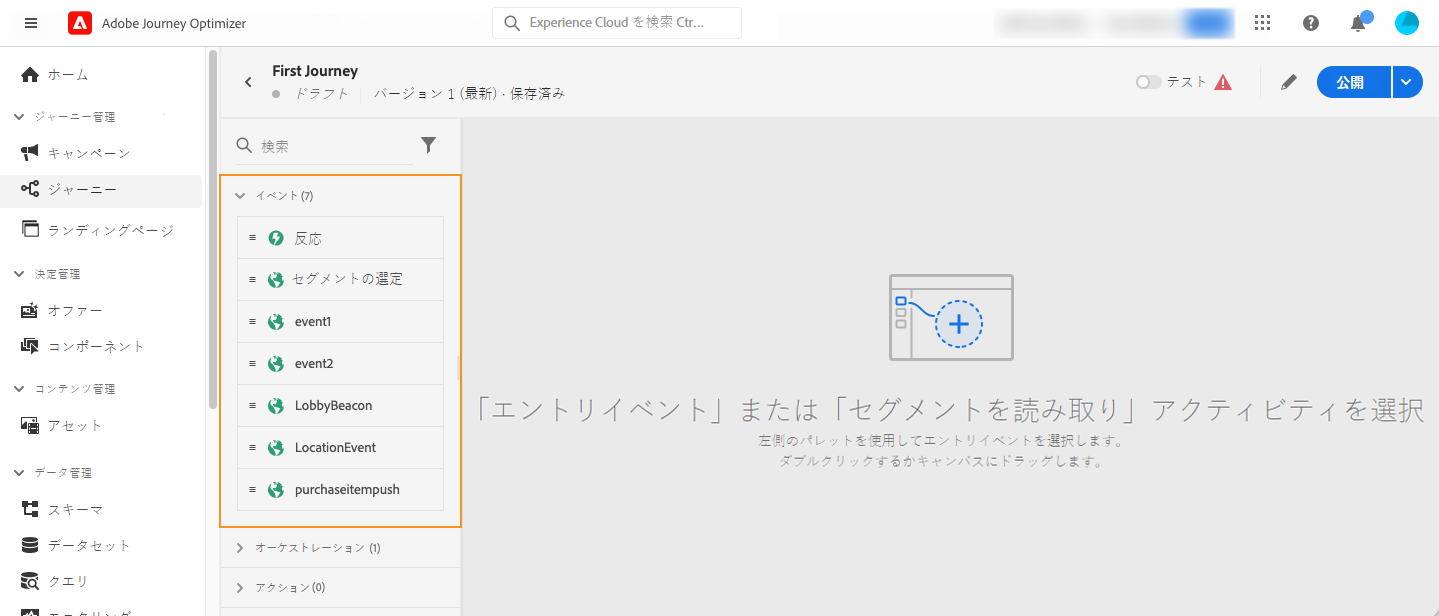 Adobe Journey Optimizer
Experience Cloud を検索 Ctr...
ホーム
ジャーニー管理
キャンペーン
ジャーニー
ランディングページ
決定管理
オファー
コンポーネント
コンテンツ管理
アセット
データ管理
スキーマ
データセット
クエリ
First Journey
ドラフト
バージョン 1 (最新) · 保存済み
テスト
公開
検索
イベント (7)
反応
セグメントの選定
event1
event2
LobbyBeacon
LocationEvent
purchaseitempush
オーケストレーション (1)
アクション (0)
「エントリイベント」または「セグメントを読み取り」アクティビティを選択
左側のパレットを使用してエントリイベントを選択します。
ダブルクリックするかキャンバスにドラッグします。